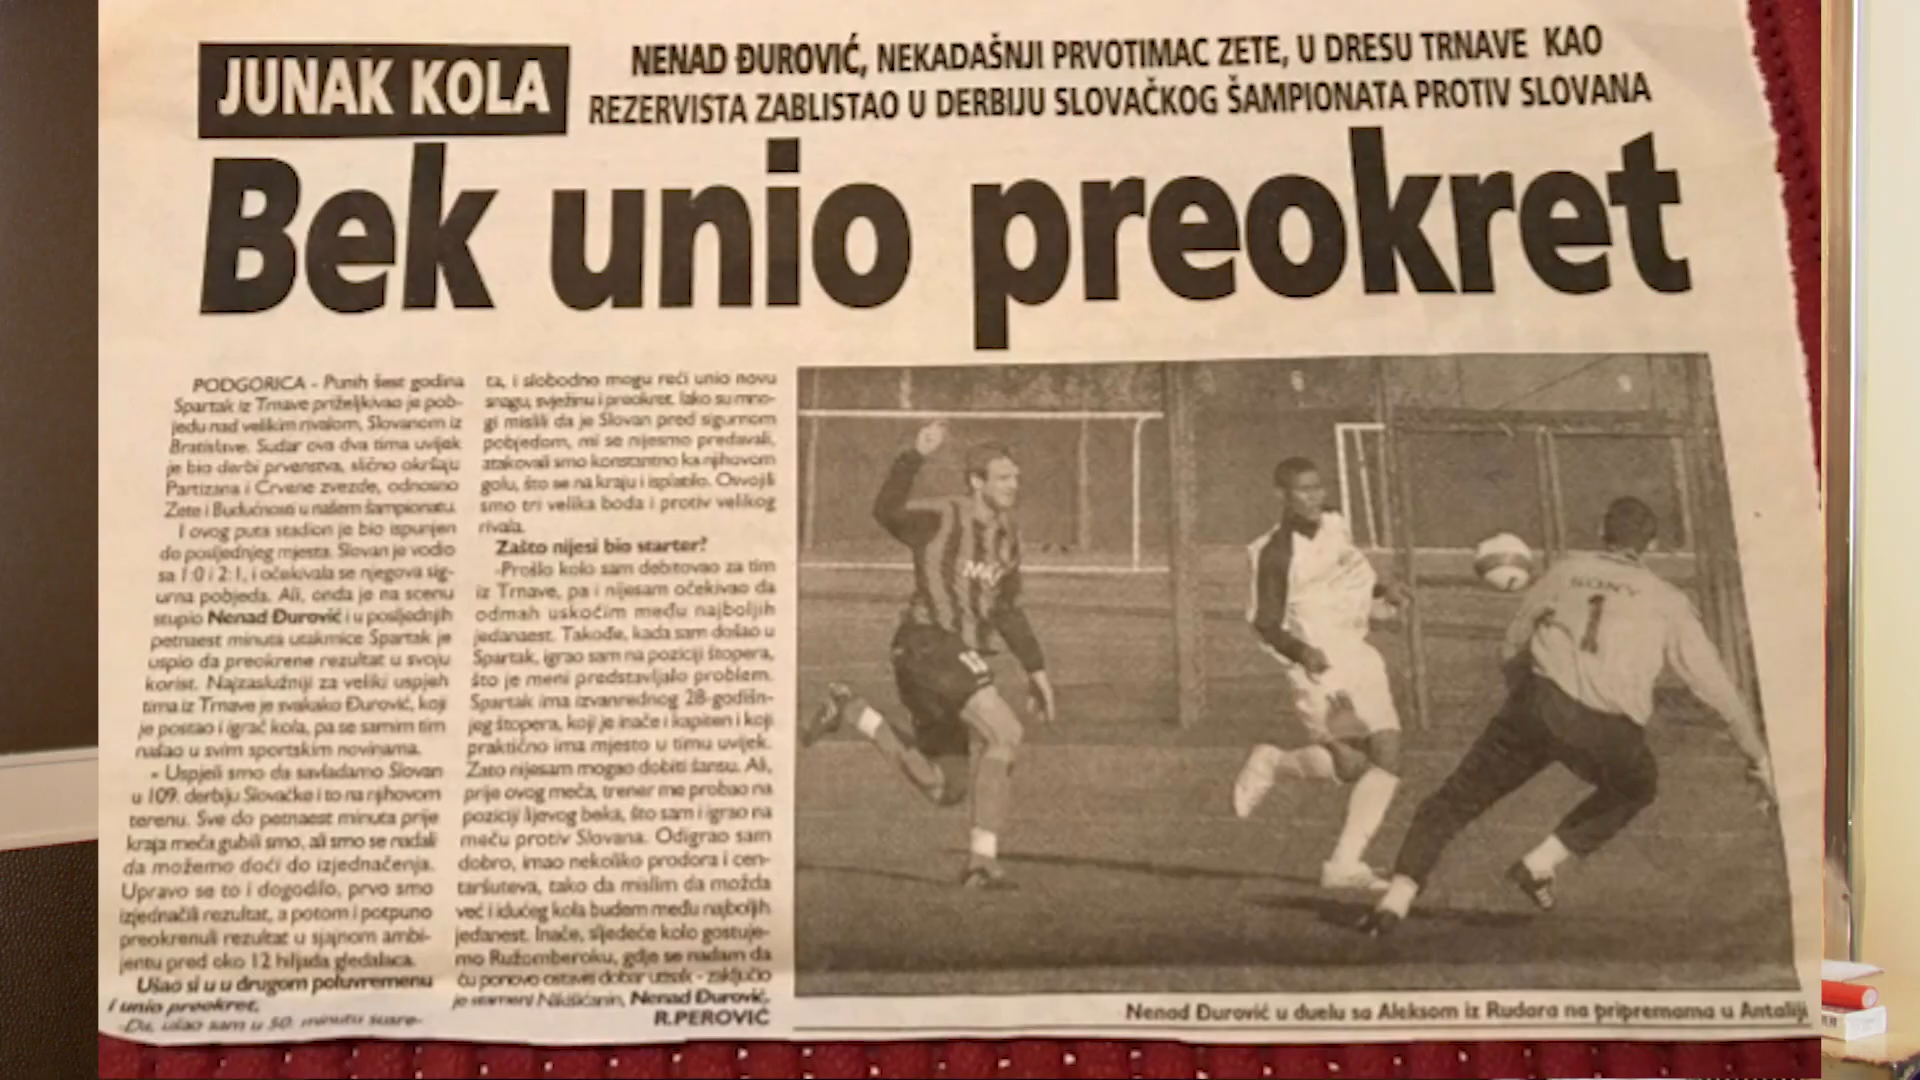 JUNAK KOLA
NENAD ĐUROVIĆ, NEKADAŠNJI PRVOTIMAC ZETE, U DRESU TRNAVE KAO
REZERVISTA ZABLISTAO U DERBIJU SLOVAČKOG ŠAMPIONATA PROTIV SLOVANA
Bek unio preokret
PODGORICA - Punih šest godina
Spartak iz Trnave priželjkivao je pob-
jedu nad velikim rivalom, Slovanom iz
Bratislave. Sudar ova dva tima uvijek
je bio derbi prvenstva, slično okršaju
Partizana i Crvene zvezde, odnosno
Zete i Budućnosti u našem šampionatu.
I ovog puta stadion je bio ispunjen
do posljednjeg mjesta. Slovan je vodio
sa 1:0 i 2:1, i očekivala se njegova sig-
urna pobjeda. Ali, onda je na scenu
stupio Nenad Đurović i u posljednjih
petnaest minuta utakmice Spartak je
uspio da preokrene rezultat u svoju
korist. Najzaslužniji za veliki uspjeh
tima iz Trnave je svakako Đurović, koji
je postao i igrač kola, pa se samim tim
našao u svim sportskim novinama.
- Uspjeli smo da savladamo Slovan
u 109. derbiju Slovačke i to na njihovom
terenu. Sve do petnaest minuta prije
kraja meča gubili smo, ali smo se nadali
da možemo doći do izjednačenja.
Upravo se to i dogodilo, prvo smo
izjednačili rezultat, a potom i potpuno
preokrenuli rezultat u sjajnom ambi-
jentu pred oko 12 hiljada gledalaca.
Ušao si u u drugom poluvremenu
i unio preokret.
-Da, ušao sam u 50. minutu susre-
ta, i slobodno mogu reći unio novu
snagu, svježinu i preokret. Iako su mno-
gi mislili da je Slovan pred sigurnom
pobjedom, mi se nijesmo predavali,
atakovali smo konstantno ka njihovom
golu, što se na kraju i isplatilo. Osvojili
smo tri velika boda i protiv velikog
rivala.
Zašto nijesi bio starter?
-Prošlo kolo sam debitovao za tim
iz Trnave, pa i nijesam očekivao da
odmah uskočim među najboljih
jedanaest. Takođe, kada sam došao u
Spartak, igrao sam na poziciji štopera,
što je meni predstavljalo problem.
Spartak ima izvanrednog 28-godišn-
jeg štopera, koji je inače i kapiten i koji
praktično ima mjesto u timu uvijek.
Zato nijesam mogao dobiti šansu. Ali,
prije ovog meča, trener me probao na
poziciji lijevog beka, što sam i igrao na
meču protiv Slovana. Odigrao sam
dobro, imao nekoliko prodora i cen-
taršuteva, tako da mislim da možda
već i idućeg kola budem među najboljih
jedanest. Inače, sljedeće kolo gostuje-
mo Ružomberoku, gdje se nadam da
ću ponovo ostaviti dobar utisak - zaključio
je stameni Nikšićanin, Nenad Đurović.
R.PEROVIĆ
SONY
1
Nenad Đurović u duelu sa Aleksom iz Rudara na pripremama u Antaliji